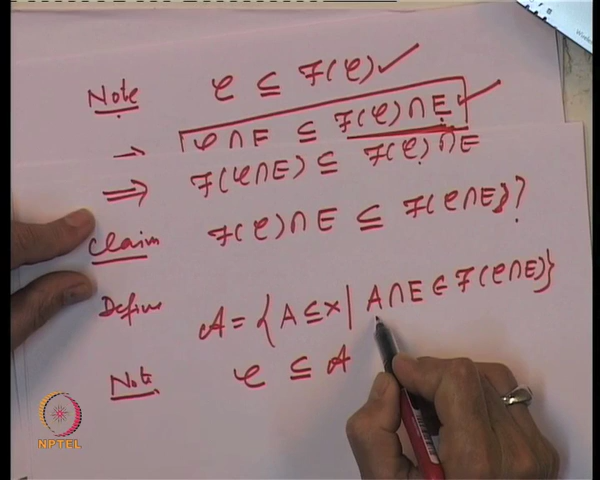 Note 𝒞 ⊆ ℱ(𝒞) ✓
→ 𝒞∩E ⊆ ℱ(𝒞)∩E ✓
⟹ ℱ(𝒞∩E) ⊆ ℱ(𝒞)∩E
Claim ℱ(𝒞)∩E ⊆ ℱ(𝒞∩E)?
Define 𝒜 = {A ⊆ X | A∩E ∈ ℱ(𝒞∩E)}
Note 𝒞 ⊆ 𝒜
NPTEL